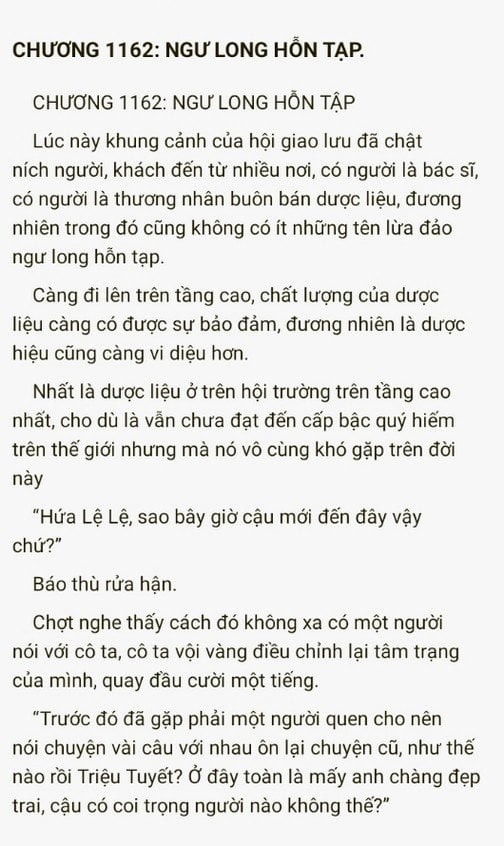 CHƯƠNG 1162: NGƯ LONG HỖN TẠP.
CHƯƠNG 1162: NGƯ LONG HỖN TẬP
Lúc này khung cảnh của hội giao lưu đã chật
ních người, khách đến từ nhiều nơi, có người là bác sĩ,
có người là thương nhân buôn bán dược liệu, đương
nhiên trong đó cũng không có ít những tên lừa đảo
ngư long hỗn tạp.
Càng đi lên trên tầng cao, chất lượng của dược
liệu càng có được sự bảo đảm, đương nhiên là dược
hiệu cũng càng vi diệu hơn.
Nhất là dược liệu ở trên hội trường trên tầng cao
nhất, cho dù là vẫn chưa đạt đến cấp bậc quý hiếm
trên thế giới nhưng mà nó vô cùng khó gặp trên đời
này
“Hứa Lệ Lệ, sao bây giờ cậu mới đến đây vậy
chứ?”
Báo thù rửa hận.
Chợt nghe thấy cách đó không xa có một người
nói với cô ta, cô ta vội vàng điều chỉnh lại tâm trạng
của mình, quay đầu cười một tiếng.
“Trước đó đã gặp phải một người quen cho nên
nói chuyện vài câu với nhau ôn lại chuyện cũ, như thế
nào rồi Triệu Tuyết? Ở đây toàn là mấy anh chàng đẹp
trai, cậu có coi trọng người nào không thế?”